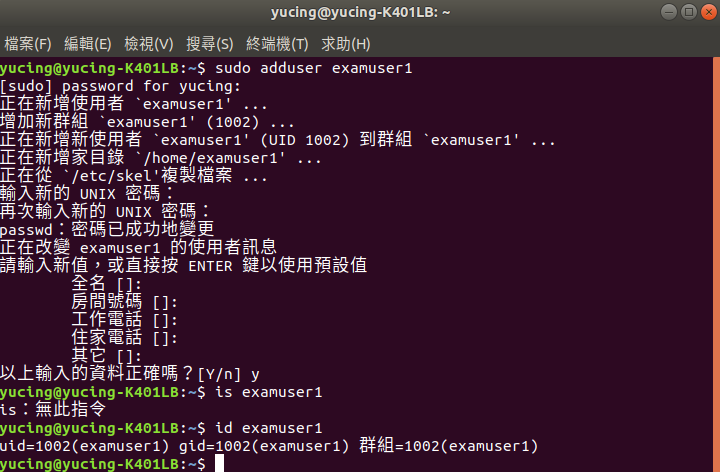 yucing@yucing-K401LB: ~
檔案(F) 編輯(E) 檢視(V) 搜尋(S) 終端機(T) 求助(H)
yucing@yucing-K401LB:~$ sudo adduser examuser1
[sudo] password for yucing:
正在新增使用者 `examuser1' ...
增加新群組 `examuser1' (1002) ...
正在新增新使用者 `examuser1' (UID 1002) 到群組 `examuser1' ...
正在新增家目錄 `/home/examuser1' ...
正在從 `/etc/skel'複製檔案 ...
輸入新的 UNIX 密碼：
再次輸入新的 UNIX 密碼：
passwd：密碼已成功地變更
正在改變 examuser1 的使用者訊息
請輸入新值，或直接按 ENTER 鍵以使用預設值
全名 []:
房間號碼 []:
工作電話 []:
住家電話 []:
其它 []:
以上輸入的資料正確嗎？[Y/n] y
yucing@yucing-K401LB:~$ is examuser1
is：無此指令
yucing@yucing-K401LB:~$ id examuser1
uid=1002(examuser1) gid=1002(examuser1) 群組=1002(examuser1)
yucing@yucing-K401LB:~$